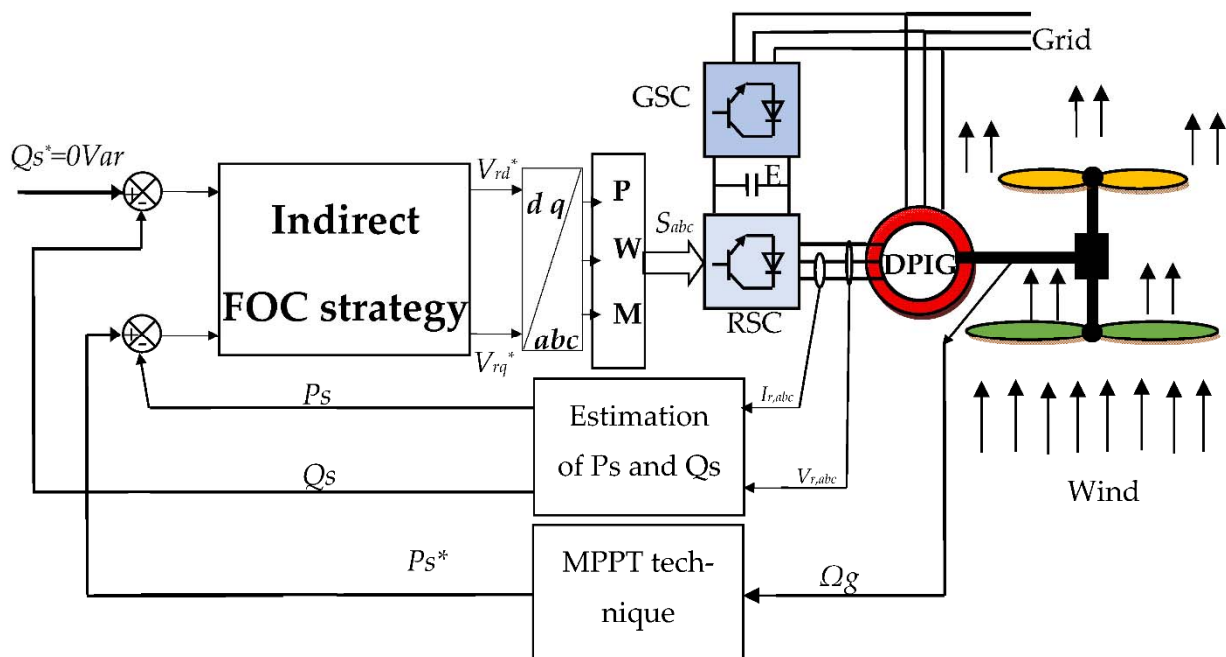 Grid
GSC
Qs*=0Var
Vrd*
E
d q
P
Indirect
W
Sabc
DPIG
FOC strategy
M
abc
RSC
Vrq*
Ps
Ir,abc
Estimation
of Ps and Qs
Qs
Vr,abc
Wind
Ps*
MPPT tech-
nique
Ωg